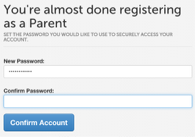 You're almost done registering
as a Parent
SET THE PASSWORD YOU WOULD LIKE TO USE TO SECURELY ACCESS YOUR
ACCOUNT.
New Password:
••••••••••••
Confirm Password:
Confirm Account